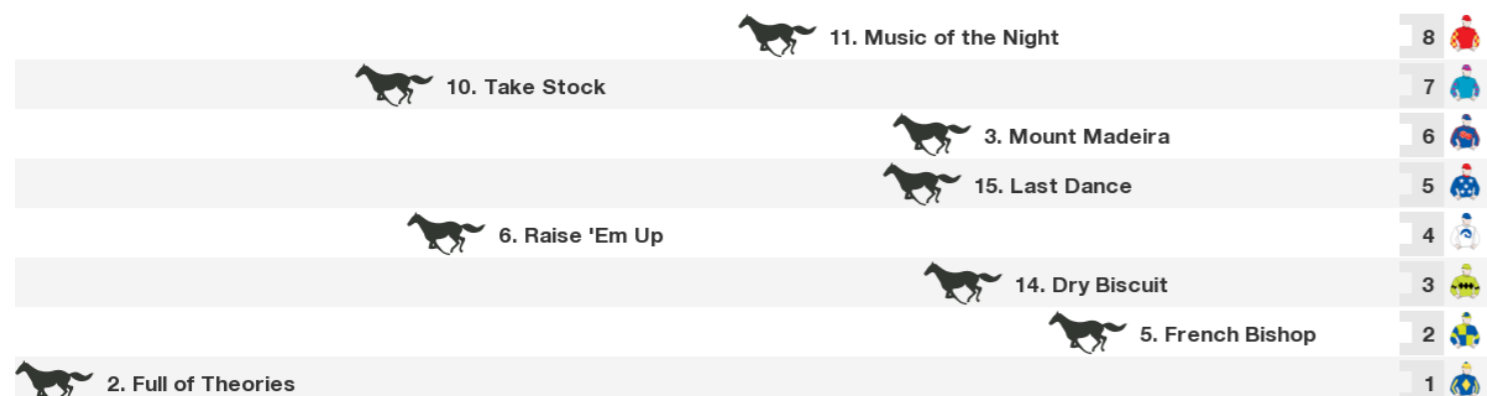 11. Music of the Night 8
10. Take Stock 7
3. Mount Madeira 6
15. Last Dance 5
6. Raise 'Em Up 4
14. Dry Biscuit 3
5. French Bishop 2
2. Full of Theories 1